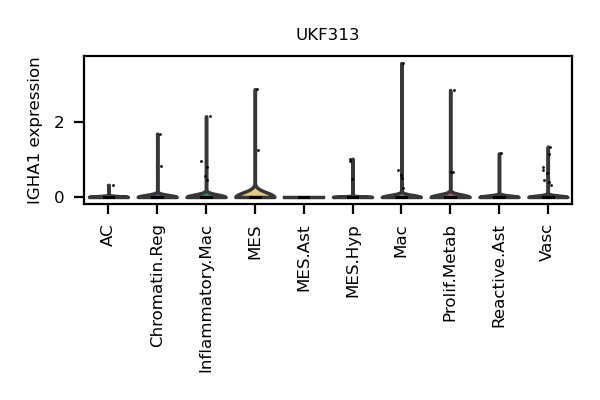 UKF313
IGHA1 expression
2
0
AC
Chromatin.Reg
Inflammatory.Mac
MES
MES.Ast
MES.Hyp
Mac
Prolif.Metab
Reactive.Ast
Vasc